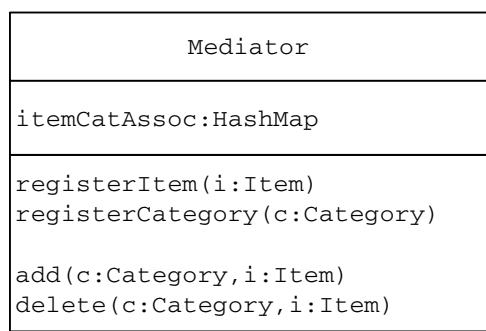 Mediator
itemCatAssoc:HashMap
registerItem(i:Item)
registerCategory(c:Category)
add(c:Category,i:Item)
delete(c:Category,i:Item)